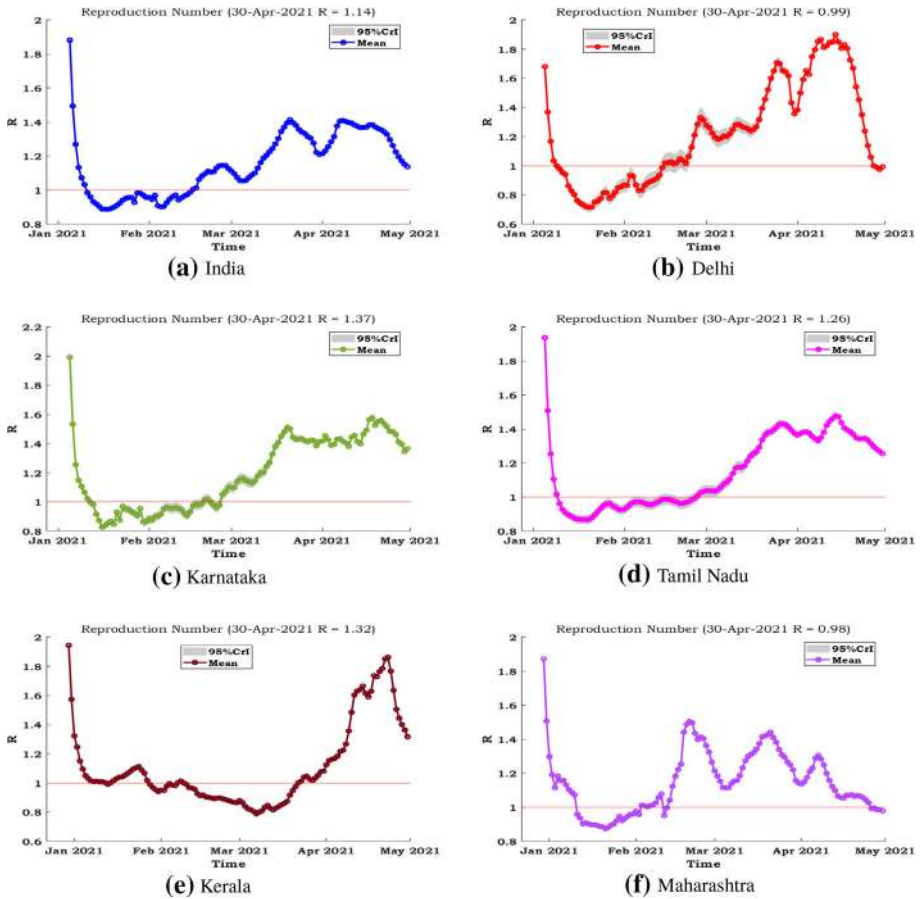 Reproduction Number (30-Apr-2021 R = 1.14)
2
1.8
1.6
1.4
1.2
1
0.8
R
95%CrI
Mean
Jan 2021 Feb 2021 Mar 2021 Apr 2021 May 2021
Time
(a) India
Reproduction Number (30-Apr-2021 R = 0.99)
2
1.8
1.6
1.4
1.2
1
0.8
0.6
R
95%CrI
Mean
Jan 2021 Feb 2021 Mar 2021 Apr 2021 May 2021
Time
(b) Delhi
Reproduction Number (30-Apr-2021 R = 1.37)
2.2
2
1.8
1.6
1.4
1.2
1
0.8
R
95%CrI
Mean
Jan 2021 Feb 2021 Mar 2021 Apr 2021 May 2021
Time
(c) Karnataka
Reproduction Number (30-Apr-2021 R = 1.26)
2
1.8
1.6
1.4
1.2
1
0.8
R
95%CrI
Mean
Jan 2021 Feb 2021 Mar 2021 Apr 2021 May 2021
Time
(d) Tamil Nadu
Reproduction Number (30-Apr-2021 R = 1.32)
2
1.8
1.6
1.4
1.2
1
0.8
0.6
R
95%CrI
Mean
Jan 2021 Feb 2021 Mar 2021 Apr 2021 May 2021
Time
(e) Kerala
Reproduction Number (30-Apr-2021 R = 0.98)
2
1.8
1.6
1.4
1.2
1
0.8
R
95%CrI
Mean
Jan 2021 Feb 2021 Mar 2021 Apr 2021 May 2021
Time
(f) Maharashtra